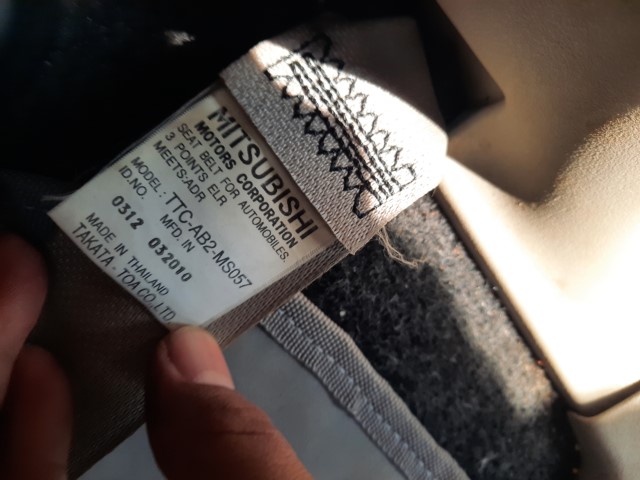 MITSUBISHI
MOTORS CORPORATION
SEAT BELT FOR AUTOMOBILES.
3 POINTS ELR
MEETS:ADR
MODEL : TTC-AB2-MS057
ID.NO. MFD. IN
0312 032010
MADE IN THAILAND
TAKATA - TOA CO.,LTD.